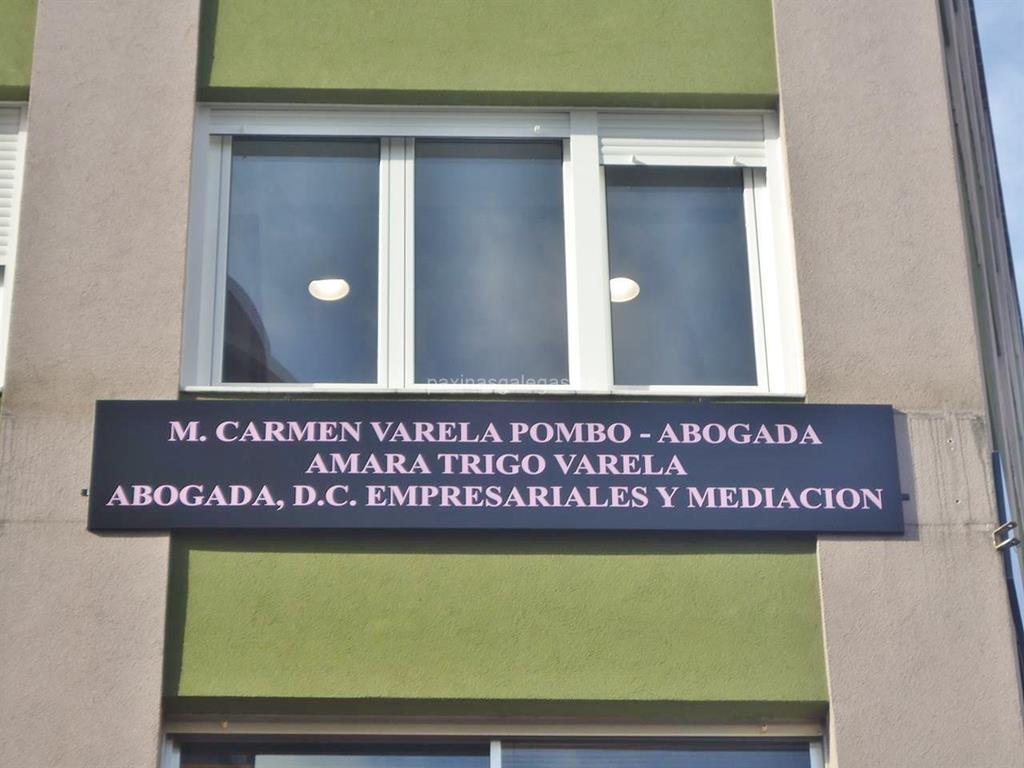 paxinasgalegas
M. CARMEN VARELA POMBO - ABOGADA
AMARA TRIGO VARELA
ABOGADA, D.C. EMPRESARIALES Y MEDIACION